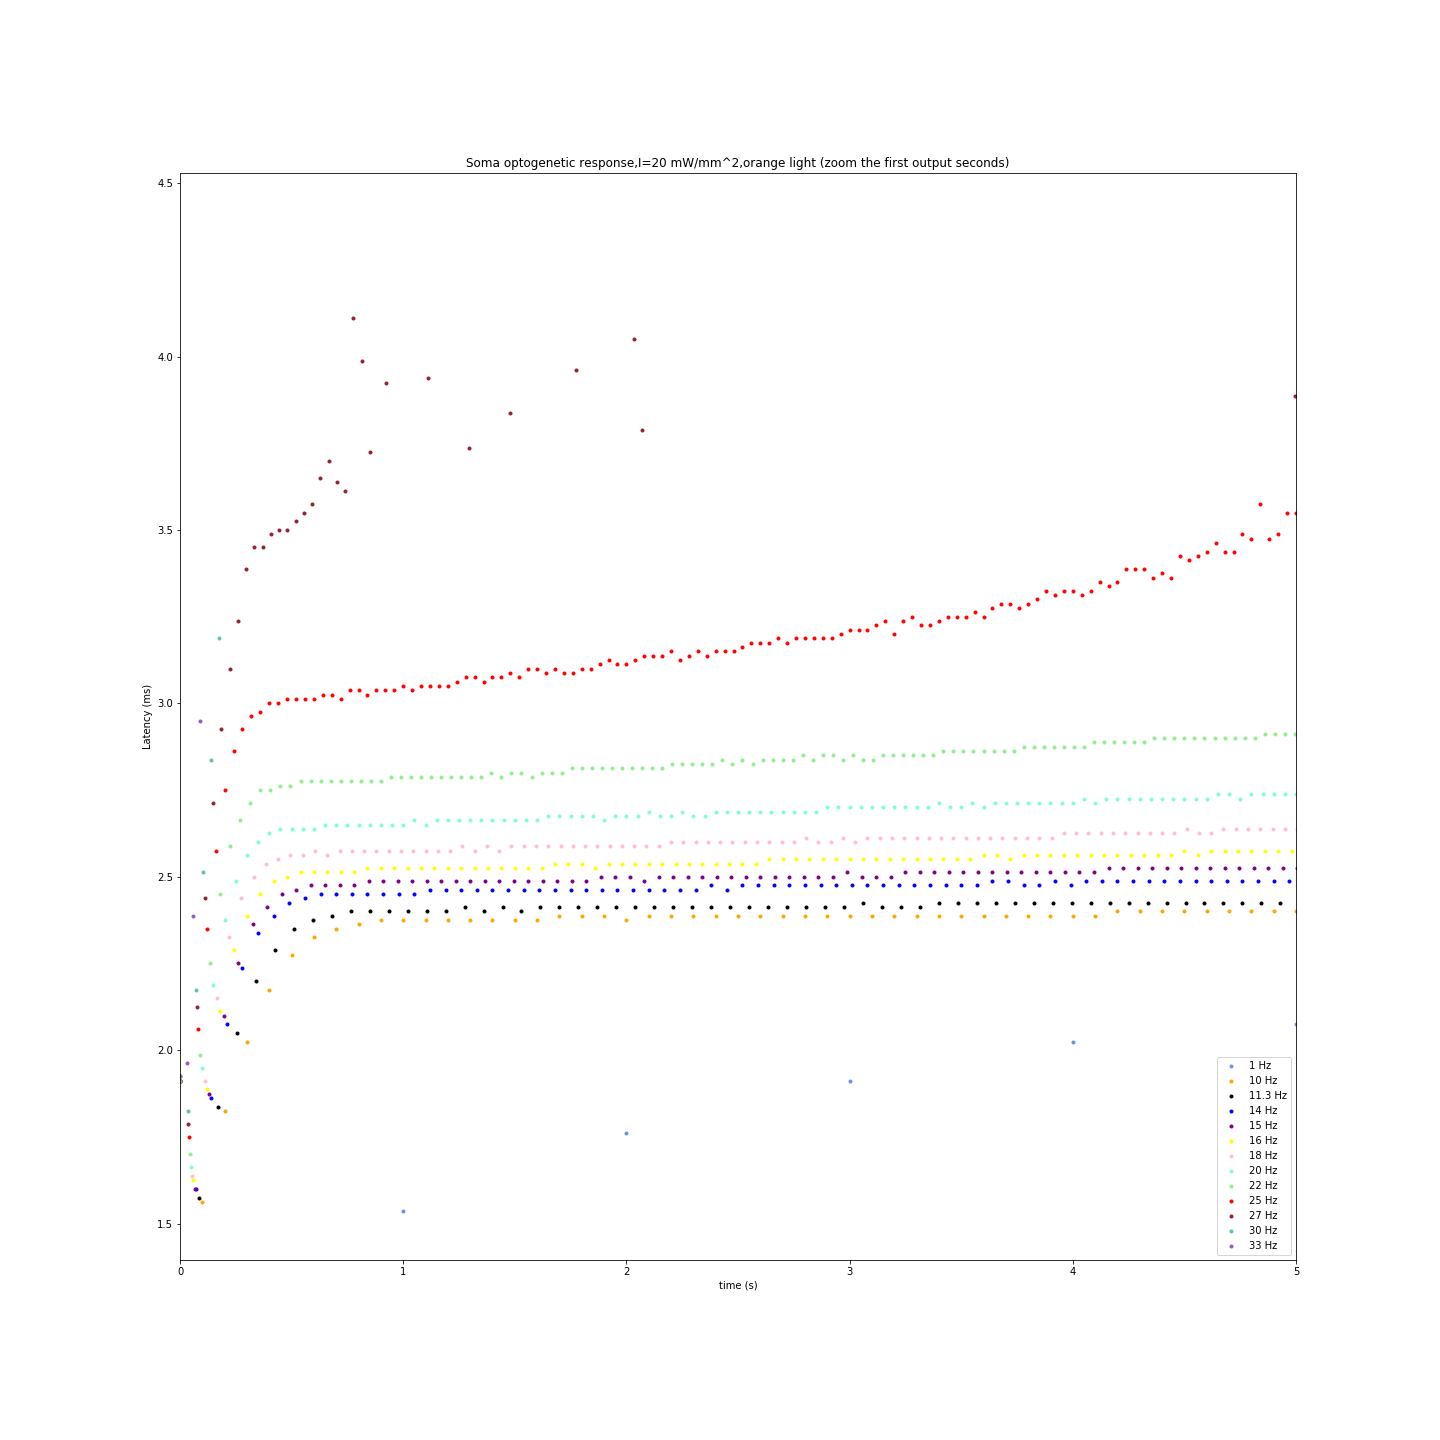 Soma optogenetic response,I=20 mW/mm^2,orange light (zoom the first output seconds)
4.5
4.0
3.5
3.0
2.5
2.0
1.5
Latency (ms)
0 1 2 3 4 5
time (s)
1 Hz
10 Hz
11.3 Hz
14 Hz
15 Hz
16 Hz
18 Hz
20 Hz
22 Hz
25 Hz
27 Hz
30 Hz
33 Hz